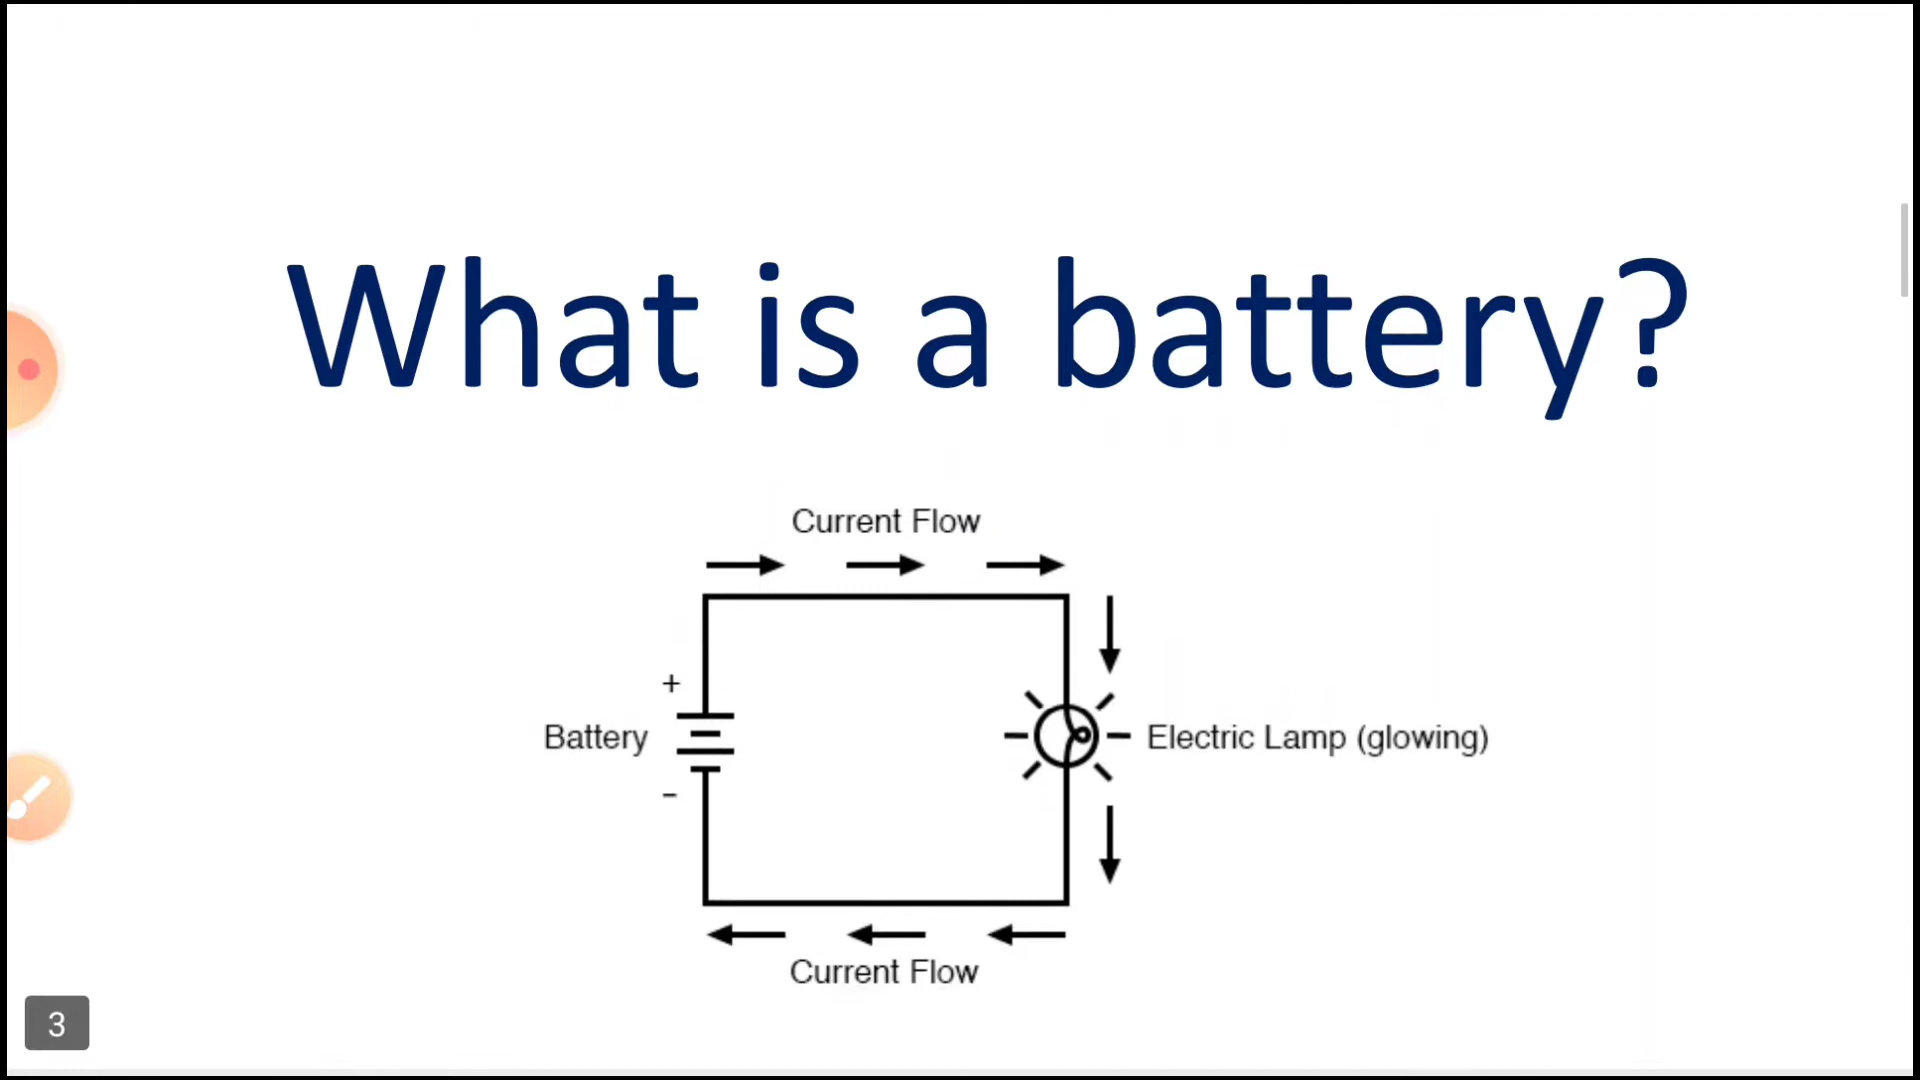 What is a battery?
Current Flow
+
Battery
Electric Lamp (glowing)
-
Current Flow
3